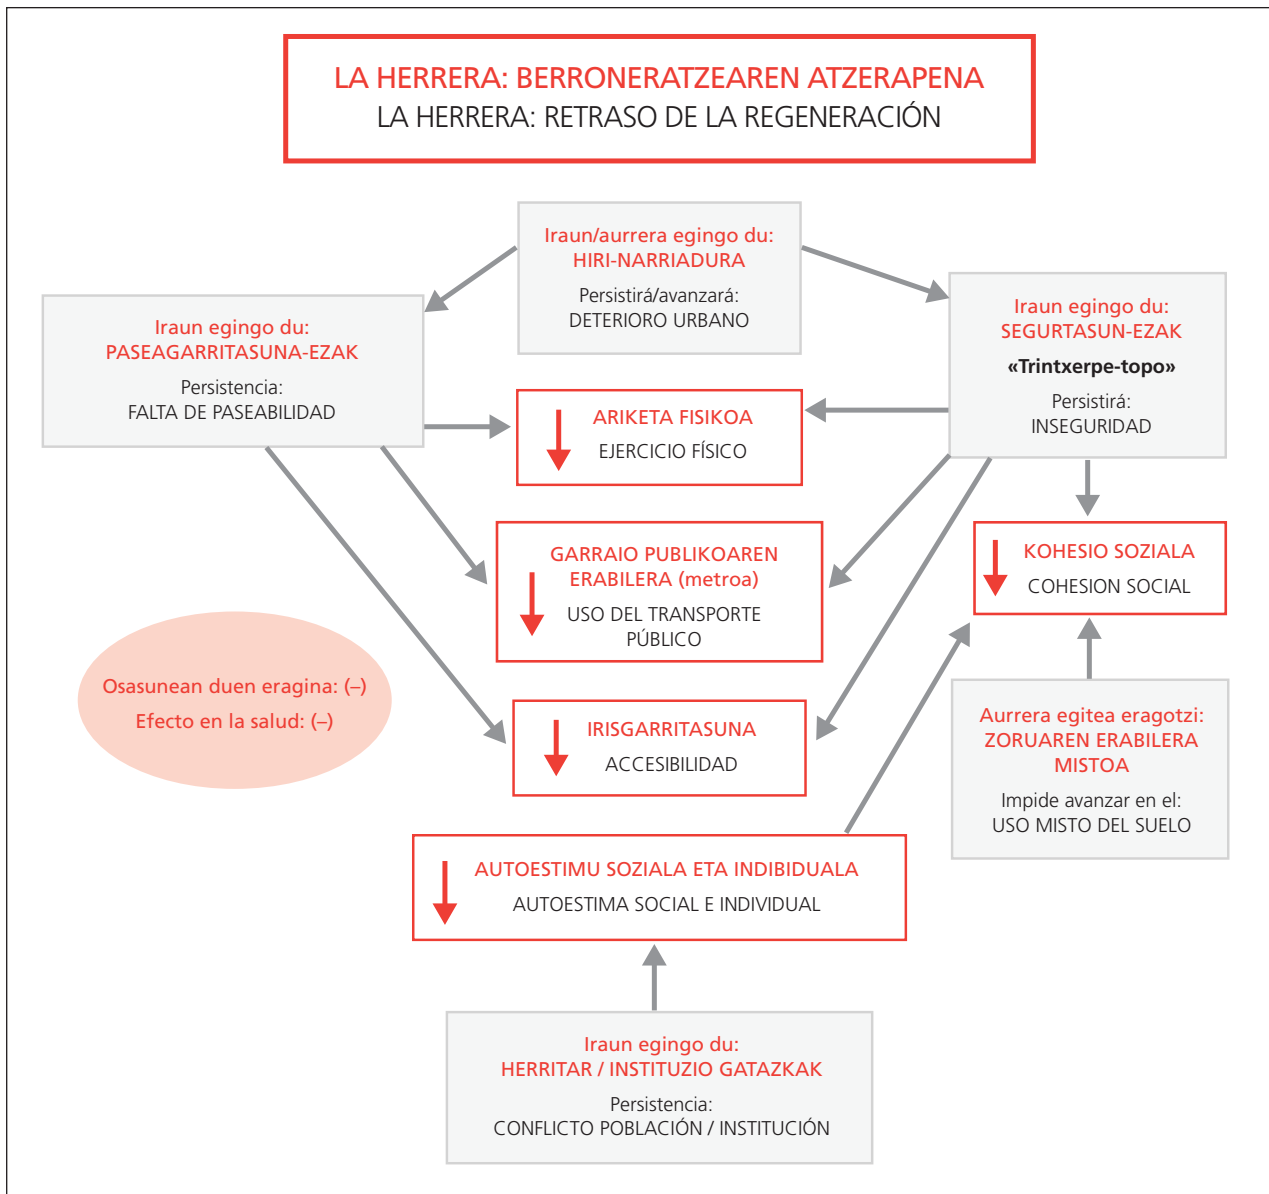 LA HERRERA: BERRONERATZEAREN ATZERAPENA
LA HERRERA: RETRASO DE LA REGENERACIÓN
Iraun/aurrera egingo du:
HIRI-NARRIADURA
Persistirá/avanzará:
DETERIORO URBANO
Iraun egingo du:
PASEAGARRITASUNA-EZAK
Persistencia:
FALTA DE PASEABILIDAD
Iraun egingo du:
SEGURTASUN-EZAK
«Trintxerpe-topo»
Persistirá:
INSEGURIDAD
ARIKETA FISIKOA
EJERCICIO FÍSICO
GARRAIO PUBLIKOAREN
ERABILERA (metroa)
USO DEL TRANSPORTE
PÚBLICO
KOHESIO SOZIALA
COHESION SOCIAL
Osasunean duen eragina: (–)
Efecto en la salud: (–)
IRISGARRITASUNA
ACCESIBILIDAD
Aurrera egitea eragotzi:
ZORUAREN ERABILERA
MISTOA
Impide avanzar en el:
USO MISTO DEL SUELO
AUTOESTIMU SOZIALA ETA INDIBIDUALA
AUTOESTIMA SOCIAL E INDIVIDUAL
Iraun egingo du:
HERRITAR / INSTITUZIO GATAZKAK
Persistencia:
CONFLICTO POBLACIÓN / INSTITUCIÓN